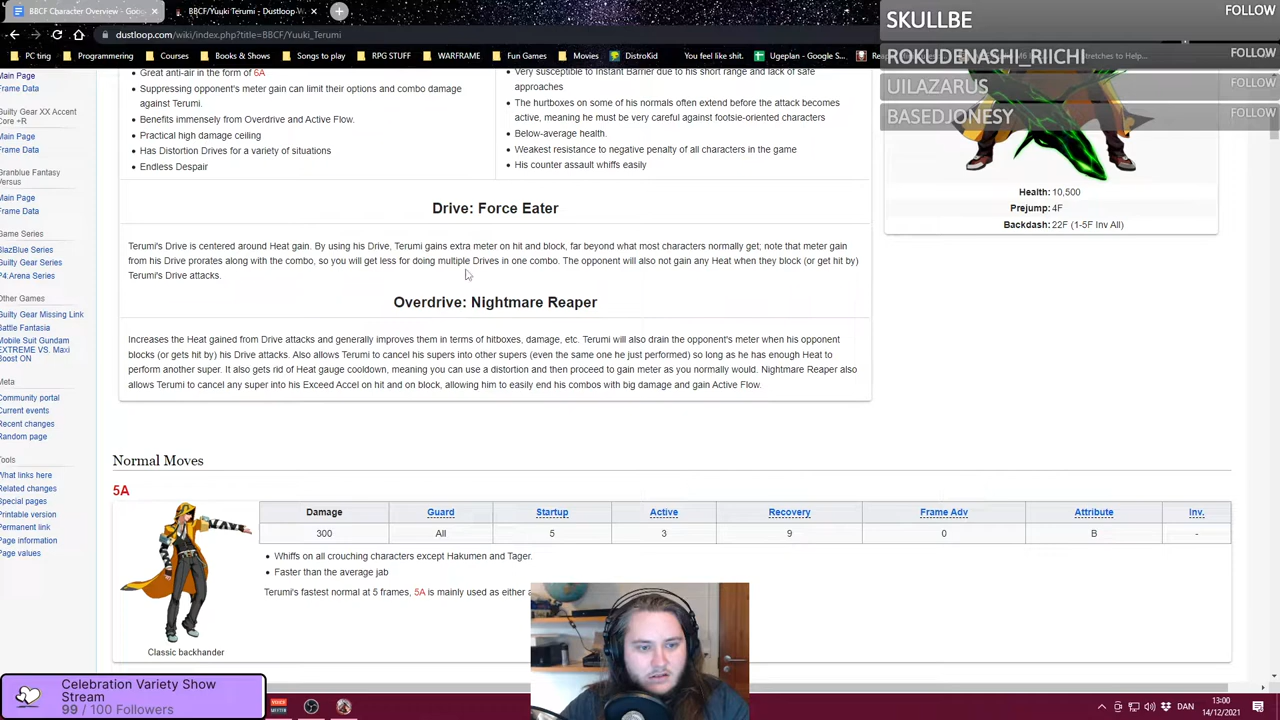 BBCF Character Overview - Goog
BBCF/Yuuki Terumi - Dustloop W
dustloop.com/wiki/index.php?title=BBCF/Yuuki_Terumi
PC ting
Programmering
Youtube
Books & Shows
Songs to play
RPG STUFF
WARFRAME
Fun Games
Movies
DistroKid
You feel like shit.
Ugeplan - Google S...
SKULLBE
FOLLOW
ROKUDENASHI_RIICHI
FOLLOW
UILAZARUS
FOLLOW
BASEDJONESY
FOLLOW
Main Page
Frame Data
Guilty Gear XX Accent
Core +R
Main Page
Frame Data
Granblue Fantasy
Versus
Main Page
Frame Data
Game Series
BlazBlue Series
Guilty Gear Series
P4:Arena Series
Other Games
Guilty Gear Missing Link
Battle Fantasia
Mobile Suit Gundam
EXTREME VS. Maxi
Boost ON
Meta
Community portal
Current events
Recent changes
Random page
Tools
What links here
Related changes
Special pages
Printable version
Permanent link
Page information
Page values
Great anti-air in the form of 6A
Suppressing opponent's meter gain can limit their options and combo damage
against Terumi.
Benefits immensely from Overdrive and Active Flow.
Practical high damage ceiling
Has Distortion Drives for a variety of situations
Endless Despair
Very susceptible to Instant Barrier due to his short range and lack of safe
approaches
The hurtboxes on some of his normals often extend before the attack becomes
active, meaning he must be very careful against footsie-oriented characters
Below-average health.
Weakest resistance to negative penalty of all characters in the game
His counter assault whiffs easily
Health: 10,500
Prejump: 4F
Backdash: 22F (1-5F Inv All)
Drive: Force Eater
Terumi's Drive is centered around Heat gain. By using his Drive, Terumi gains extra meter on hit and block, far beyond what most characters normally get; note that meter gain
from his Drive prorates along with the combo, so you will get less for doing multiple Drives in one combo. The opponent will also not gain any Heat when they block (or get hit by)
Terumi's Drive attacks.
Overdrive: Nightmare Reaper
Increases the Heat gained from Drive attacks and generally improves them in terms of hitboxes, damage, etc. Terumi will also drain the opponent's meter when his opponent
blocks (or gets hit by) his Drive attacks. Also allows Terumi to cancel his supers into other supers (even the same one he just performed) so long as he has enough Heat to
perform another super. It also gets rid of Heat gauge cooldown, meaning you can use a distortion and then proceed to gain meter as you normally would. Nightmare Reaper also
allows Terumi to cancel any super into his Exceed Accel on hit and on block, allowing him to easily end his combos with big damage and gain Active Flow.
Normal Moves
5A
Damage Guard Startup Active Recovery Frame Adv Attribute Inv.
300 All 5 3 9 0 B -
Whiffs on all crouching characters except Hakumen and Tager.
Faster than the average jab
Terumi's fastest normal at 5 frames, 5A is mainly used as either
Classic backhander
Celebration Variety Show
Stream
99 / 100 Followers
DAN
13:00
14/12/2021